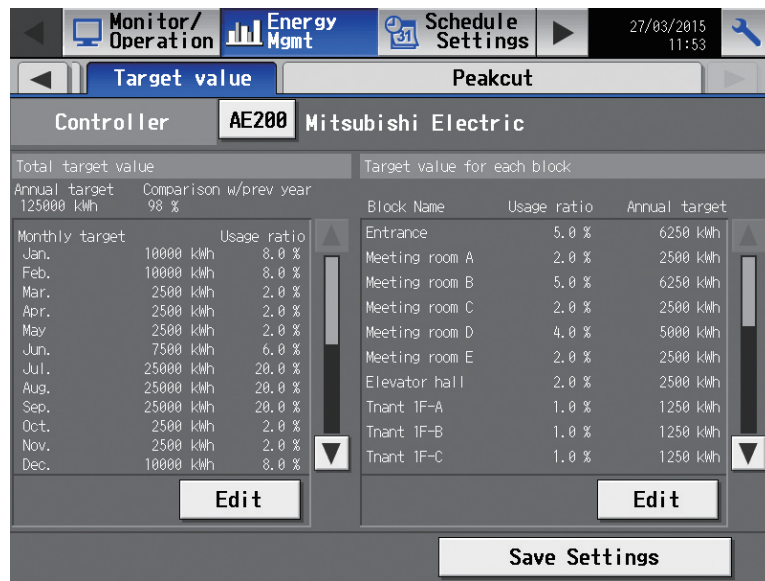 Monitor/ Operation
Energy Mgmt
31
Schedule Settings
27/03/2015
11:53
Target value
Peakcut
Controller AE200 Mitsubishi Electric
Total target value
Annual target Comparison w/prev year
125000 kWh 98 %
Monthly target Usage ratio
Jan. 10000 kWh 8.0 %
Feb. 10000 kWh 8.0 %
Mar. 2500 kWh 2.0 %
Apr. 2500 kWh 2.0 %
May 2500 kWh 2.0 %
Jun. 7500 kWh 6.0 %
Jul. 25000 kWh 20.0 %
Aug. 25000 kWh 20.0 %
Sep. 25000 kWh 20.0 %
Oct. 2500 kWh 2.0 %
Nov. 2500 kWh 2.0 %
Dec. 10000 kWh 8.0 %
Edit
Target value for each block
Block Name Usage ratio Annual target
Entrance 5.0 % 6250 kWh
Meeting room A 2.0 % 2500 kWh
Meeting room B 5.0 % 6250 kWh
Meeting room C 2.0 % 2500 kWh
Meeting room D 4.0 % 5000 kWh
Meeting room E 2.0 % 2500 kWh
Elevator hall 2.0 % 2500 kWh
Tnant 1F-A 1.0 % 1250 kWh
Tnant 1F-B 1.0 % 1250 kWh
Tnant 1F-C 1.0 % 1250 kWh
Edit
Save Settings